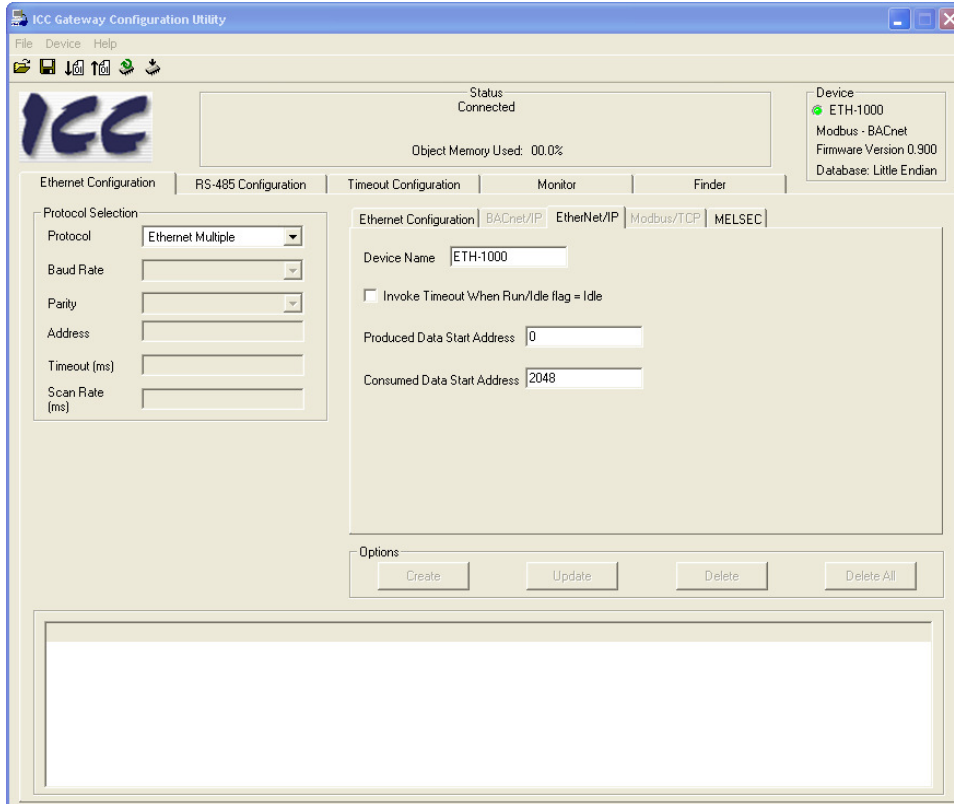 ICC Gateway Configuration Utility
File Device Help
ICC
Status
Connected
Object Memory Used: 00.0%
Device
ETH-1000
Modbus - BACnet
Firmware Version 0.900
Database: Little Endian
Ethernet Configuration RS-485 Configuration Timeout Configuration Monitor Finder
Protocol Selection
Protocol Ethernet Multiple
Baud Rate
Parity
Address
Timeout (ms)
Scan Rate
(ms)
Ethernet Configuration BACnet/IP EtherNet/IP Modbus/TCP MELSEC
Device Name ETH-1000
Invoke Timeout When Run/Idle flag = Idle
Produced Data Start Address 0
Consumed Data Start Address 2048
Options
Create Update Delete Delete All